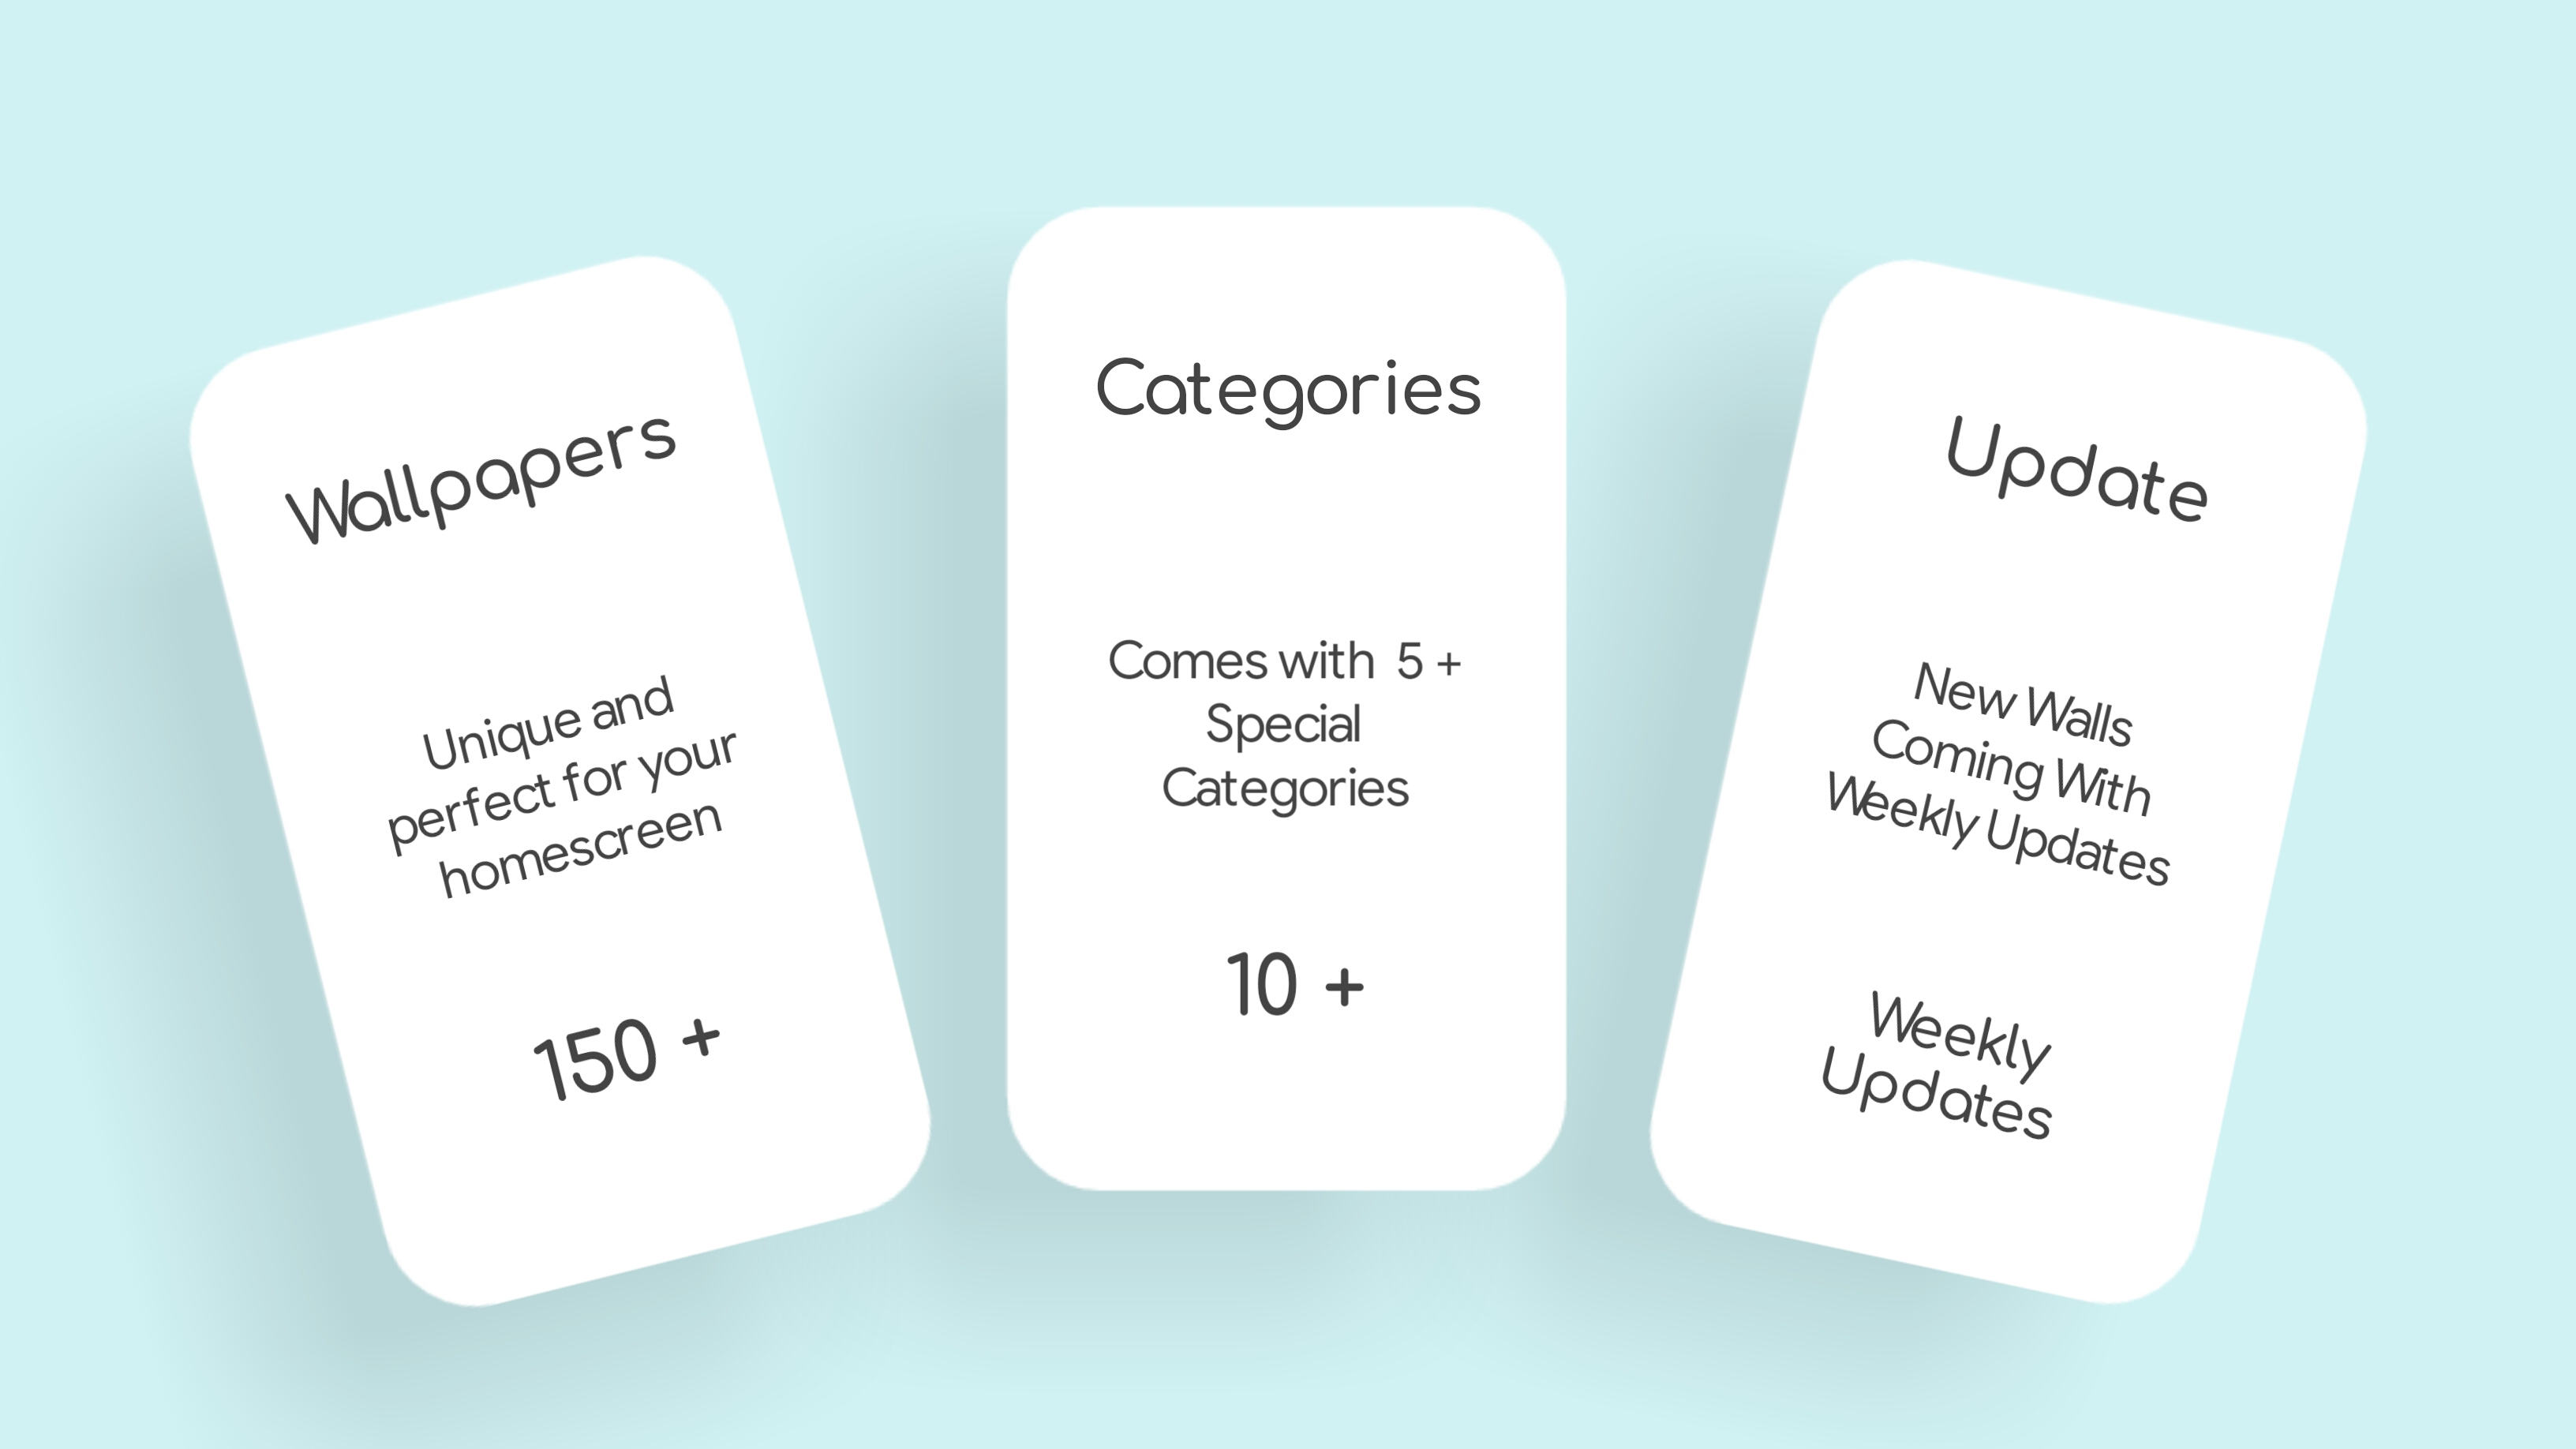 Wallpapers
Unique and
perfect for your
homescreen
150 +
Categories
Comes with  5 +
Special
Categories
10 +
Update
New Walls
Coming With
Weekly Updates
Weekly
Updates